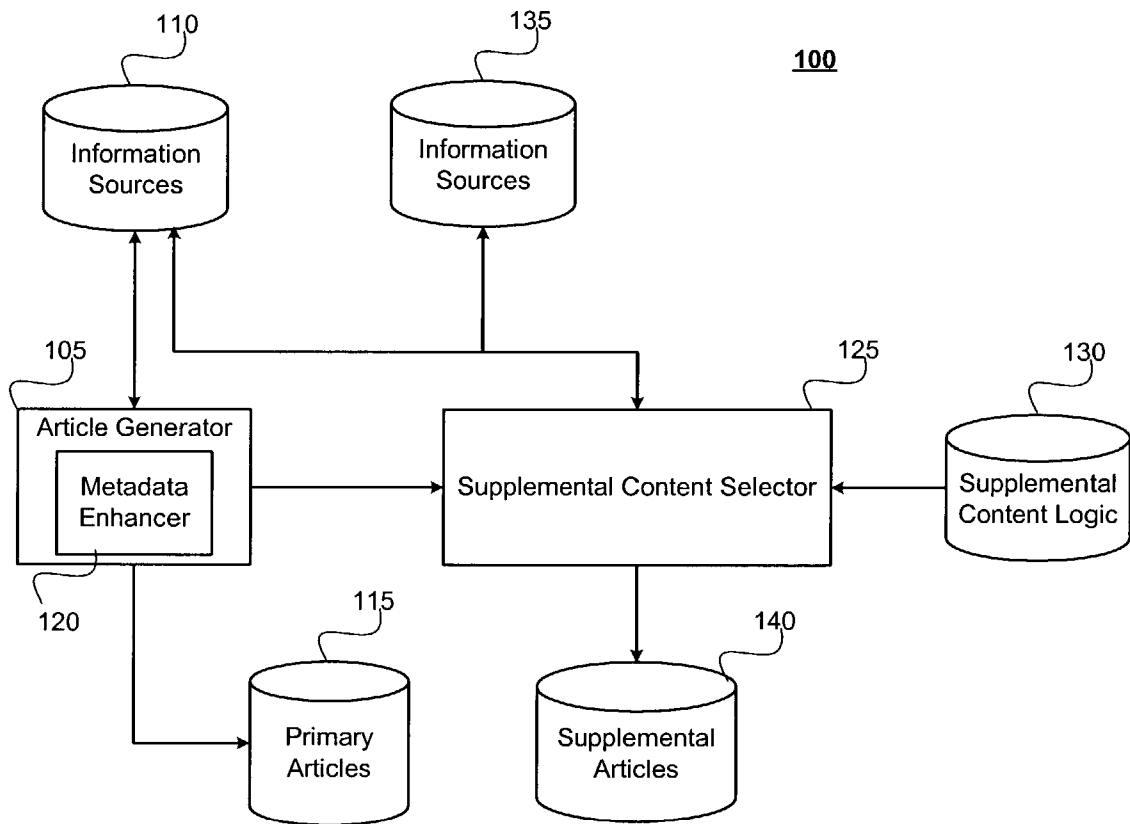 110
135
100
Information
Sources
Information
Sources
105
125
130
Article Generator
Metadata
Enhancer
Supplemental Content Selector
Supplemental
Content Logic
120
115
140
Primary
Articles
Supplemental
Articles